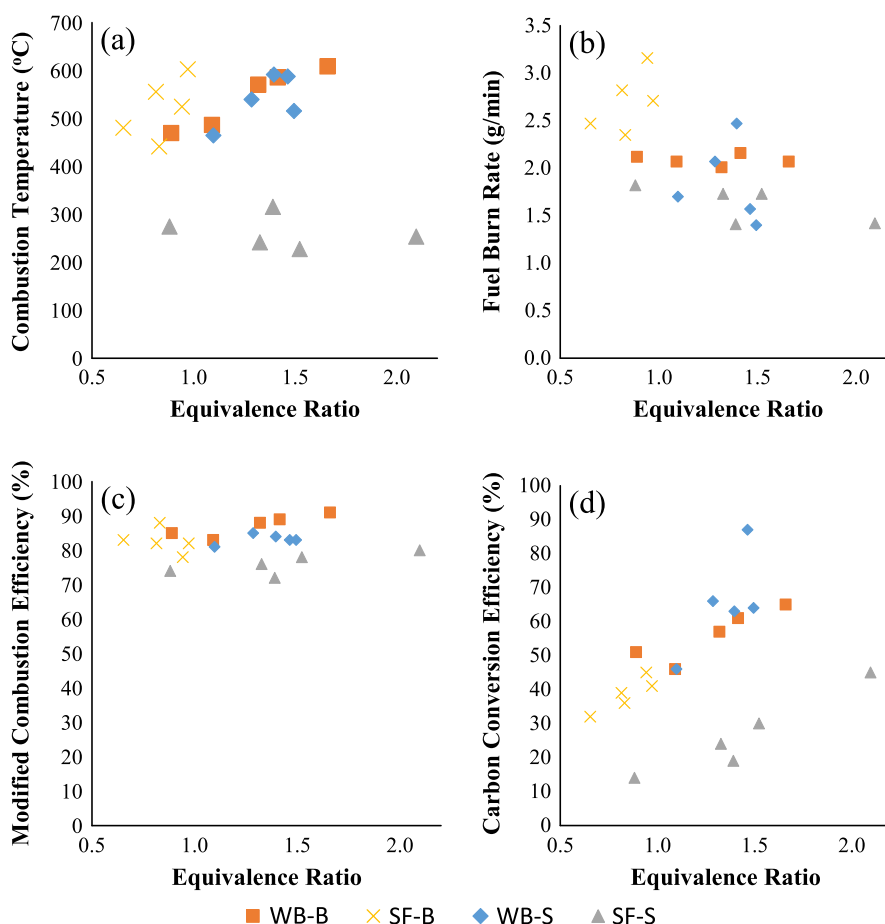 (a)
700
600
500
400
300
200
100
0
0.5 1.0 1.5 2.0
Combustion Temperature (ºC)
Equivalence Ratio
(b)
3.5
3.0
2.5
2.0
1.5
1.0
0.5
0.0
0.5 1.0 1.5 2.0
Fuel Burn Rate (g/min)
Equivalence Ratio
(c)
100
90
80
70
60
50
40
30
20
10
0
0.5 1.0 1.5 2.0
Modified Combustion Efficiency (%)
Equivalence Ratio
(d)
100
90
80
70
60
50
40
30
20
10
0
0.5 1.0 1.5 2.0
Carbon Conversion Efficiency (%)
Equivalence Ratio
WB-B SF-B WB-S SF-S